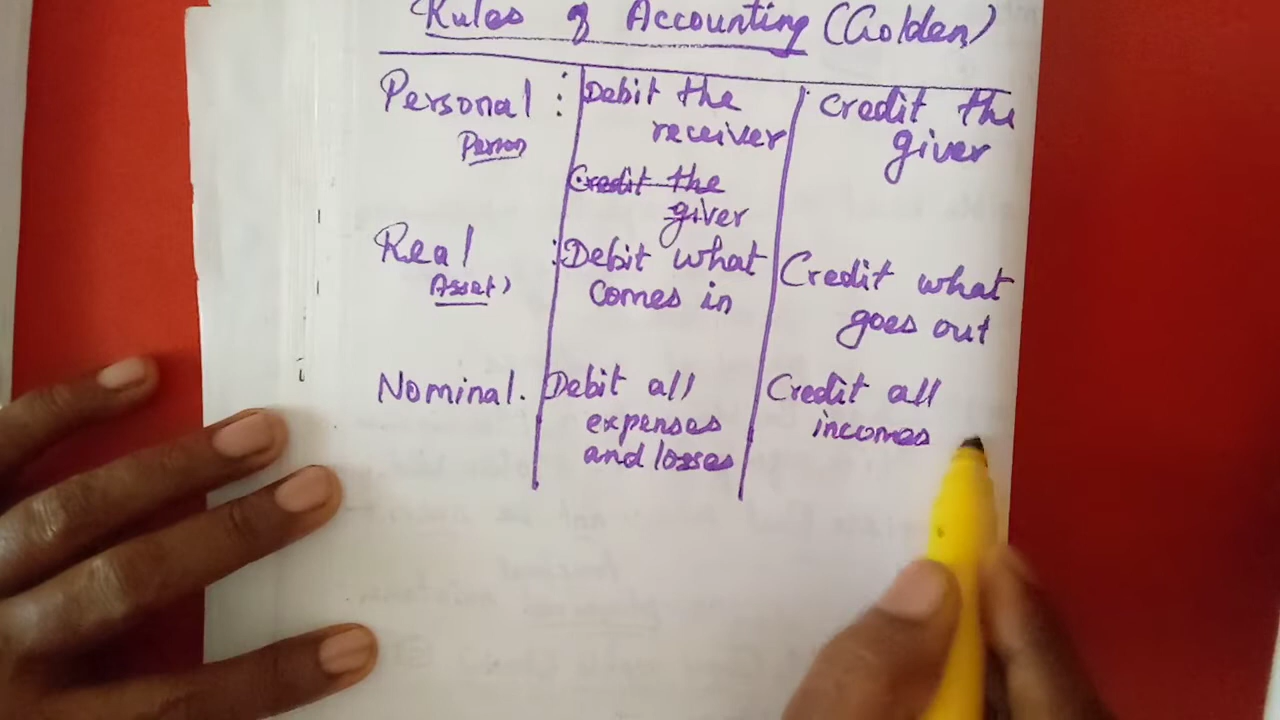 Rules of Accounting (Golden)
Personal : Debit the Credit the
Person receiver giver
Credit the
giver
Real : Debit what Credit what
Asset) comes in goes out
Nominal. Debit all Credit all
expenses incomes
and losses